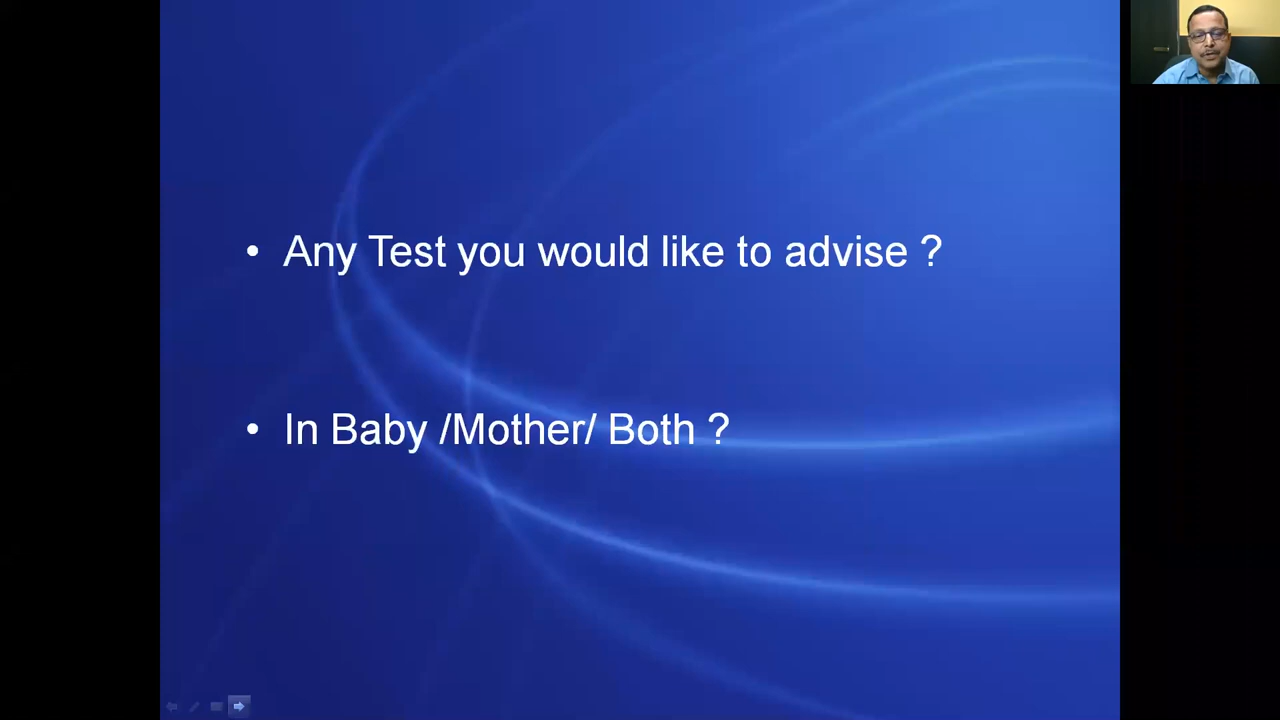 • Any Test you would like to advise ?
• In Baby /Mother/ Both ?